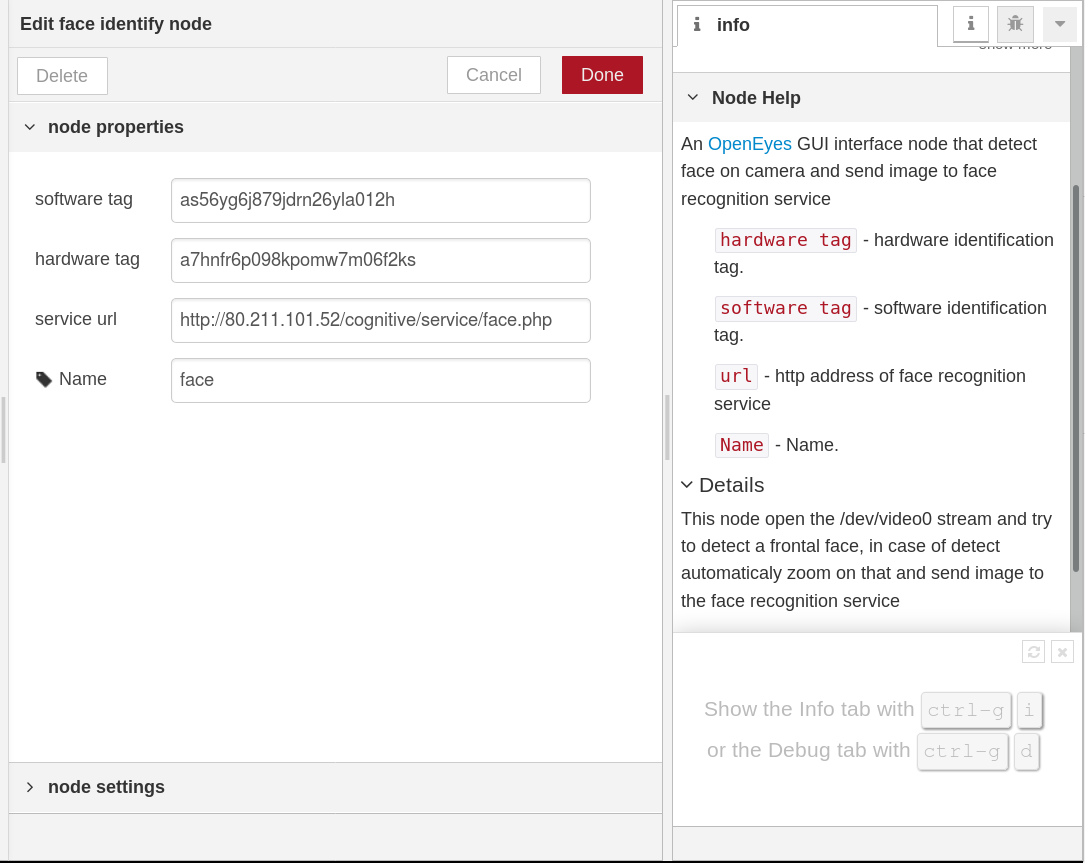 Edit face identify node
Delete
Cancel
Done
node properties
software tag
as56yg6j879jdrn26yla012h
hardware tag
a7hnfr6p098kpomw7m06f2ks
service url
http://80.211.101.52/cognitive/service/face.php
Name
face
node settings
info
show more
Node Help
An OpenEyes GUI interface node that detect
face on camera and send image to face
recognition service
hardware tag - hardware identification
tag.
software tag - software identification
tag.
url - http address of face recognition
service
Name - Name.
Details
This node open the /dev/video0 stream and try
to detect a frontal face, in case of detect
automaticaly zoom on that and send image to
the face recognition service
Show the Info tab with ctrl-g i
or the Debug tab with ctrl-g d